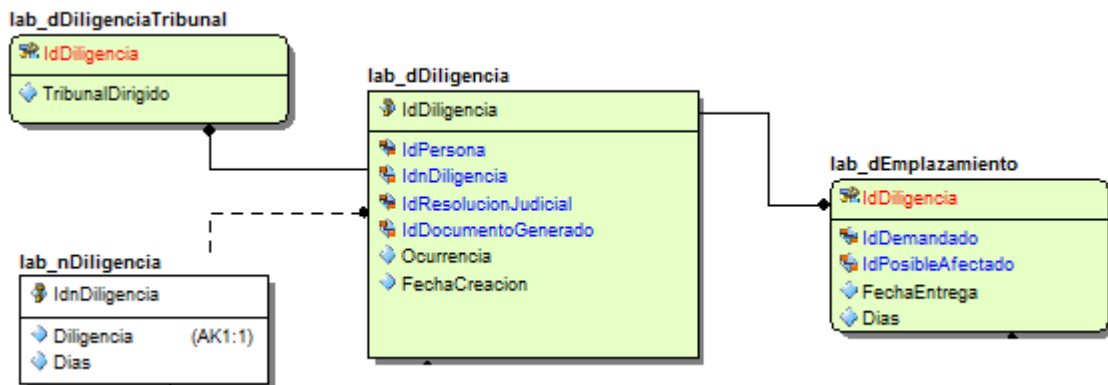 lab_dDiligenciaTribunal
IdDiligencia
TribunalDirigido
lab_dDiligencia
IdDiligencia
IdPersona
IdnDiligencia
IdResolucionJudicial
IdDocumentoGenerado
Ocurrencia
FechaCreacion
lab_nDiligencia
IdnDiligencia
Diligencia (AK1:1)
Dias
lab_dEmplazamiento
IdDiligencia
IdDemandado
IdPosibleAfectado
FechaEntrega
Dias